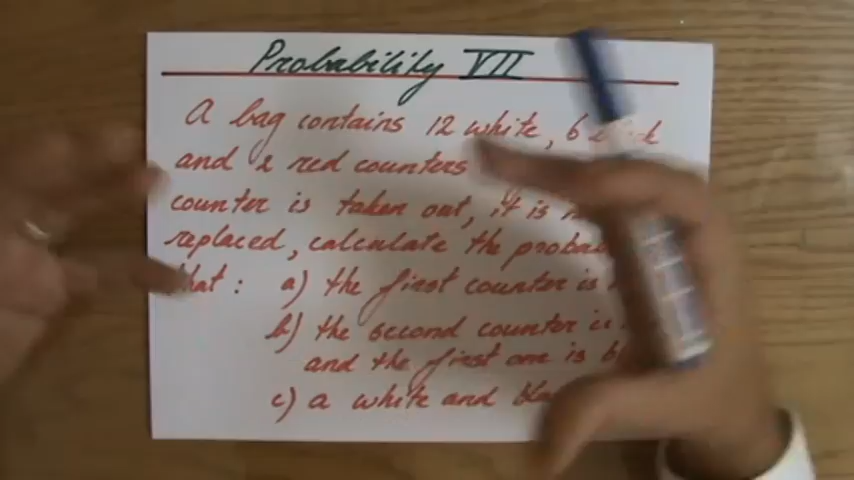 Probability VII
A bag contains 12 white, 6
and 2 red counters
counter is taken out, it is
replaced, calculate the
that: a) the first counter is
b) the second counter is
and the first one is
c) a white and